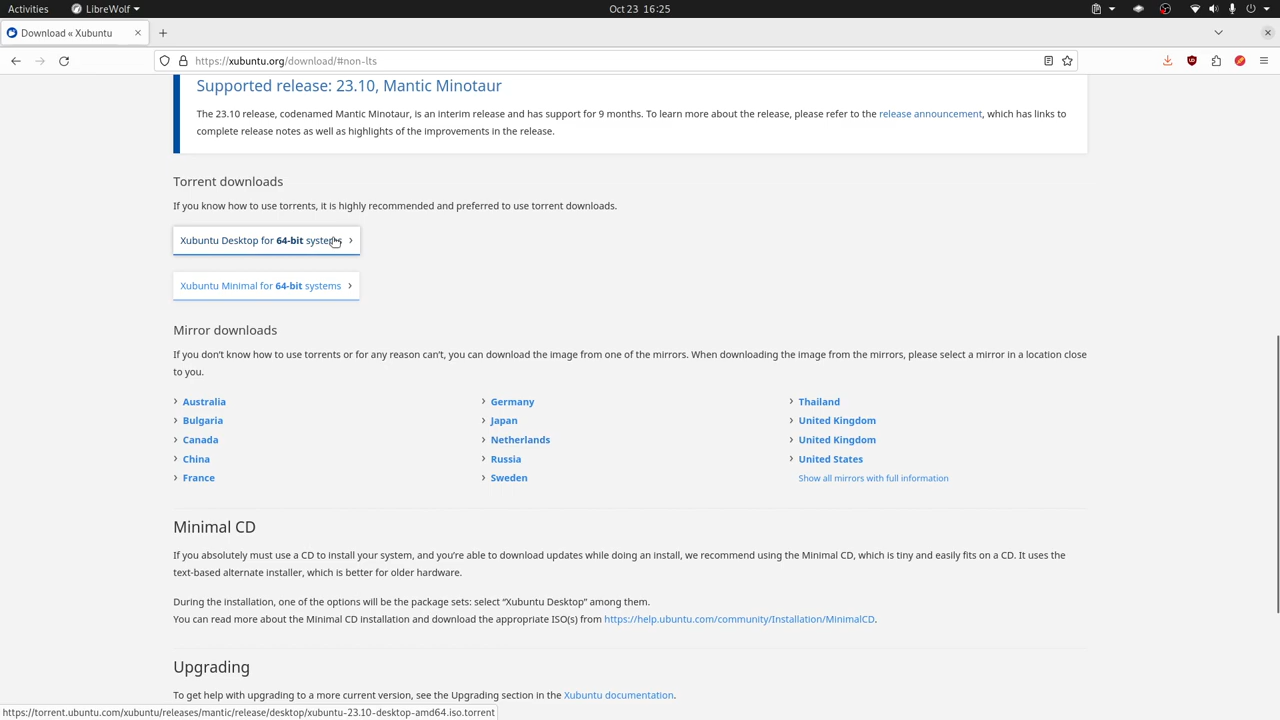 Activities
LibreWolf
Oct 23 16:25
Download « Xubuntu
https://xubuntu.org/download/#non-lts
Supported release: 23.10, Mantic Minotaur
The 23.10 release, codenamed Mantic Minotaur, is an interim release and has support for 9 months. To learn more about the release, please refer to the release announcement, which has links to
complete release notes as well as highlights of the improvements in the release.
Torrent downloads
If you know how to use torrents, it is highly recommended and preferred to use torrent downloads.
Xubuntu Desktop for 64-bit systems
Xubuntu Minimal for 64-bit systems
Mirror downloads
If you don’t know how to use torrents or for any reason can’t, you can download the image from one of the mirrors. When downloading the image from the mirrors, please select a mirror in a location close
to you.
Australia
Bulgaria
Canada
China
France
Germany
Japan
Netherlands
Russia
Sweden
Thailand
United Kingdom
United Kingdom
United States
Show all mirrors with full information
Minimal CD
If you absolutely must use a CD to install your system, and you’re able to download updates while doing an install, we recommend using the Minimal CD, which is tiny and easily fits on a CD. It uses the
text-based alternate installer, which is better for older hardware.
During the installation, one of the options will be the package sets: select “Xubuntu Desktop” among them.
You can read more about the Minimal CD installation and download the appropriate ISO(s) from https://help.ubuntu.com/community/Installation/MinimalCD.
Upgrading
To get help with upgrading to a more current version, see the Upgrading section in the Xubuntu documentation.
https://torrent.ubuntu.com/xubuntu/releases/mantic/release/desktop/xubuntu-23.10-desktop-amd64.iso.torrent